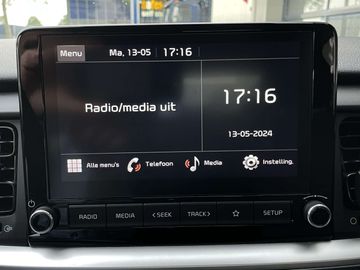 Menu Ma, 13-05 17:16
Radio/media uit
17:16
13-05-2024
Alle menu's Telefoon Media Instelling.
RADIO MEDIA < SEEK TRACK > SETUP